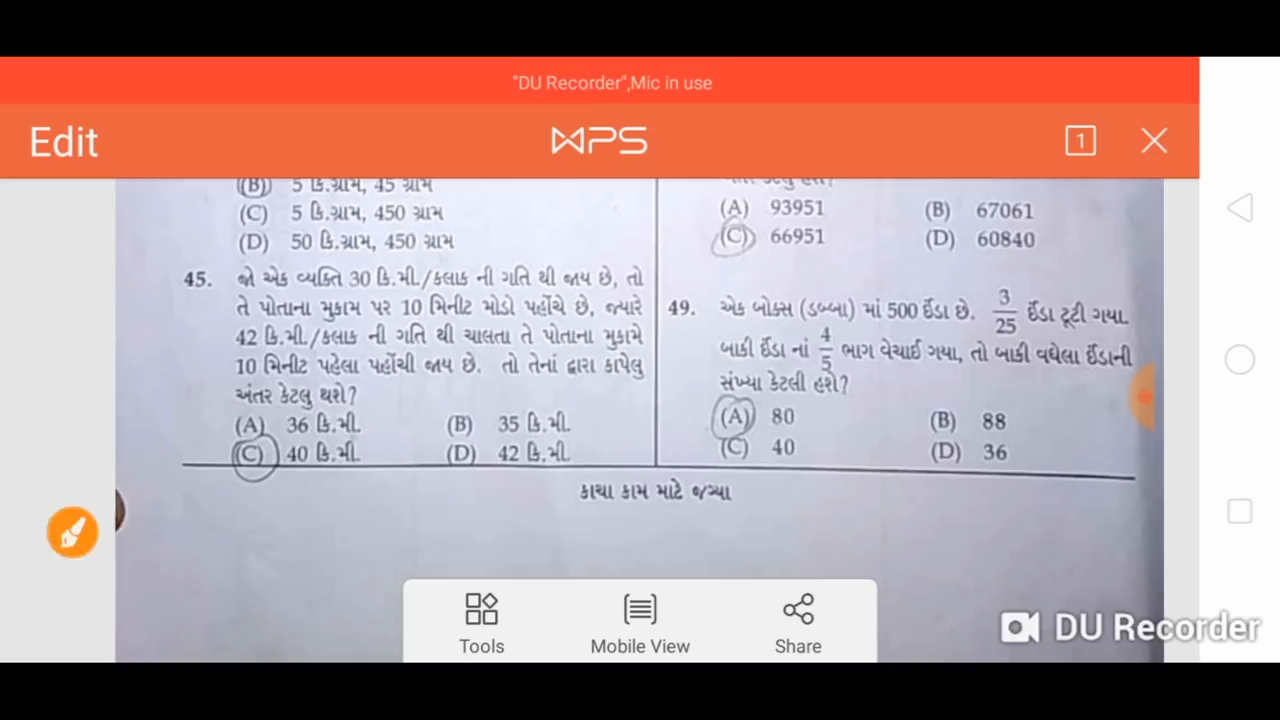 "DU Recorder",Mic in use
Edit
WPS
1
(B) 5 કિ.ગ્રામ, 45 ગ્રામ
(C) 5 કિ.ગ્રામ, 450 ગ્રામ
(D) 50 કિ.ગ્રામ, 450 ગ્રામ
45. જો એક વ્યક્તિ 30 કિ.મી./કલાક ની ગતિ થી જાય છે, તો
તે પોતાના મુકામ પર 10 મિનીટ મોડો પહોંચે છે, જ્યારે
42 કિ.મી./કલાક ની ગતિ થી ચાલતા તે પોતાના મુકામે
10 મિનીટ પહેલા પહોંચી જાય છે. તો તેનાં દ્વારા કાપેલુ
અંતર કેટલુ થશે?
(A) 36 કિ.મી. (B) 35 કિ.મી.
(C) 40 કિ.મી. (D) 42 કિ.મી.
(A) 93951 (B) 67061
(C) 66951 (D) 60840
49. એક બોક્સ (ડબ્બા) માં 500 ઈંડા છે. 3/25 ઈંડા ટૂટી ગયા.
બાકી ઈંડા નાં 4/5 ભાગ વેચાઈ ગયા, તો બાકી વધેલા ઈંડાની
સંખ્યા કેટલી હશે?
(A) 80 (B) 88
(C) 40 (D) 36
કાચા કામ માટે જગ્યા
Tools
Mobile View
Share
DU Recorder